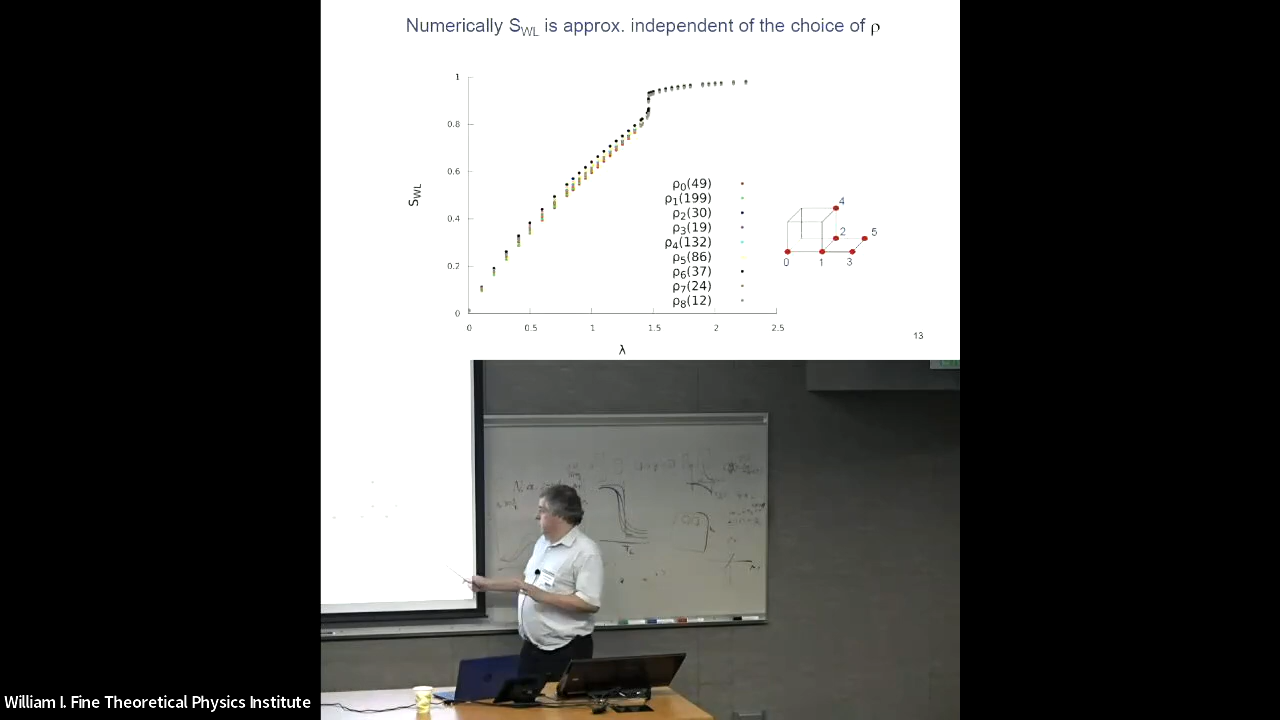 Numerically SWL is approx. independent of the choice of ρ
1
0.8
0.6
0.4
0.2
0
SWL
0
0.5
1
1.5
2
2.5
λ
ρ0(49)
ρ1(199)
ρ2(30)
ρ3(19)
ρ4(132)
ρ5(86)
ρ6(37)
ρ7(24)
ρ8(12)
4
2
5
0
1
3
13
William I. Fine Theoretical Physics Institute